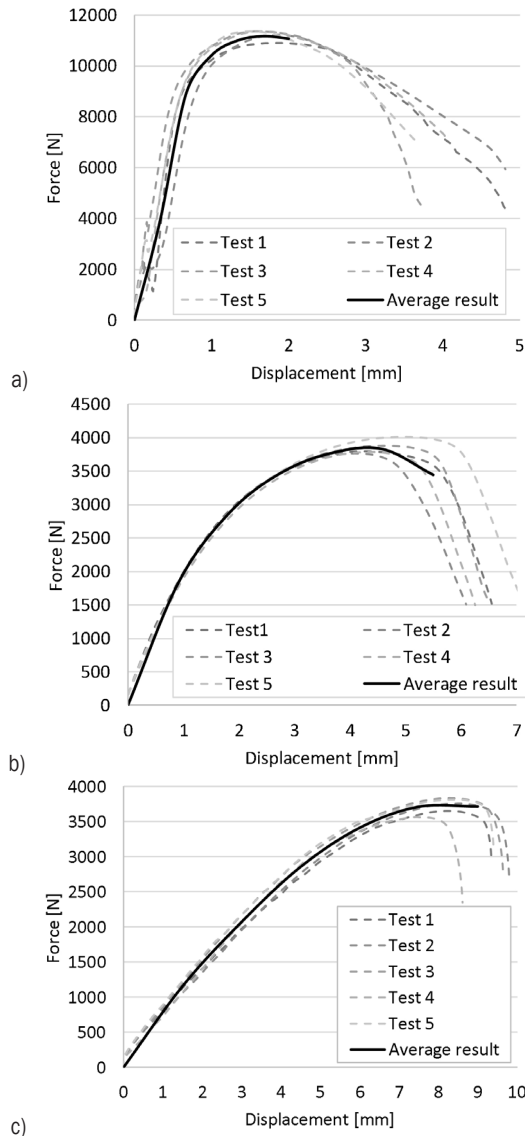 12000
10000
8000
6000
4000
2000
0
Force [N]
Test 1 Test 2
Test 3 Test 4
Test 5 Average result
0 1 2 3 4 5
Displacement [mm]
a)
4500
4000
3500
3000
2500
2000
1500
1000
500
0
Force [N]
Test1 Test 2
Test 3 Test 4
Test 5 Average result
0 1 2 3 4 5 6 7
Displacement [mm]
b)
4000
3500
3000
2500
2000
1500
1000
500
0
Force [N]
Test 1
Test 2
Test 3
Test 4
Test 5
Average result
0 1 2 3 4 5 6 7 8 9 10
Displacement [mm]
c)